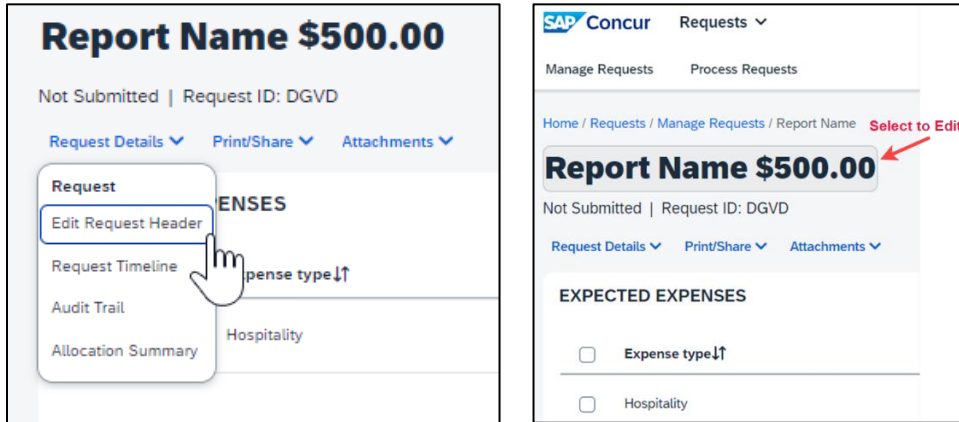 Report Name $500.00
Not Submitted | Request ID: DGVD
Request Details Print/Share Attachments
Request
ENSES
Edit Request Header
Request Timeline
pense type
Audit Trail
Hospitality
Allocation Summary
SAP Concur Requests
Manage Requests Process Requests
Home / Requests / Manage Requests / Report Name Select to Edit
Report Name $500.00
Not Submitted | Request ID: DGVD
Request Details Print/Share Attachments
EXPECTED EXPENSES
Expense type
Hospitality